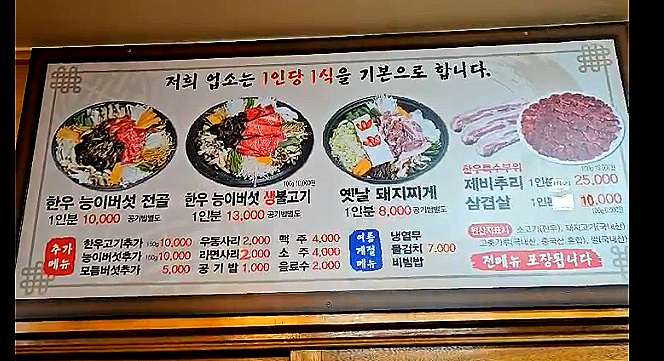 저희 업소는 1인당 1식을 기본으로 합니다.
한우 능이버섯 전골
1인분 10,000 공기밥별도
100g 10,000원
한우 능이버섯 생불고기
1인분 13,000 공기밥별도
옛날 돼지찌개
1인분 8,000 공기밥별도
한우특수부위
제비추리 1인분 25,000
삼겹살 1인분 10,000
추가메뉴
한우고기추가 150g 10,000
능이버섯추가 10,000
모듬버섯추가 5,000
우동사리 2,000
라면사리 2,000
공기밥 1,000
맥주 4,000
소주 4,000
음료수 2,000
여름계절메뉴
냉열무
물김치 7,000
비빔밥
원산지표시 소고기(한우), 돼지고기(국내산)
고춧가루(국내산, 중국산 혼합), 쌀(국내산)
전메뉴 포장됩니다